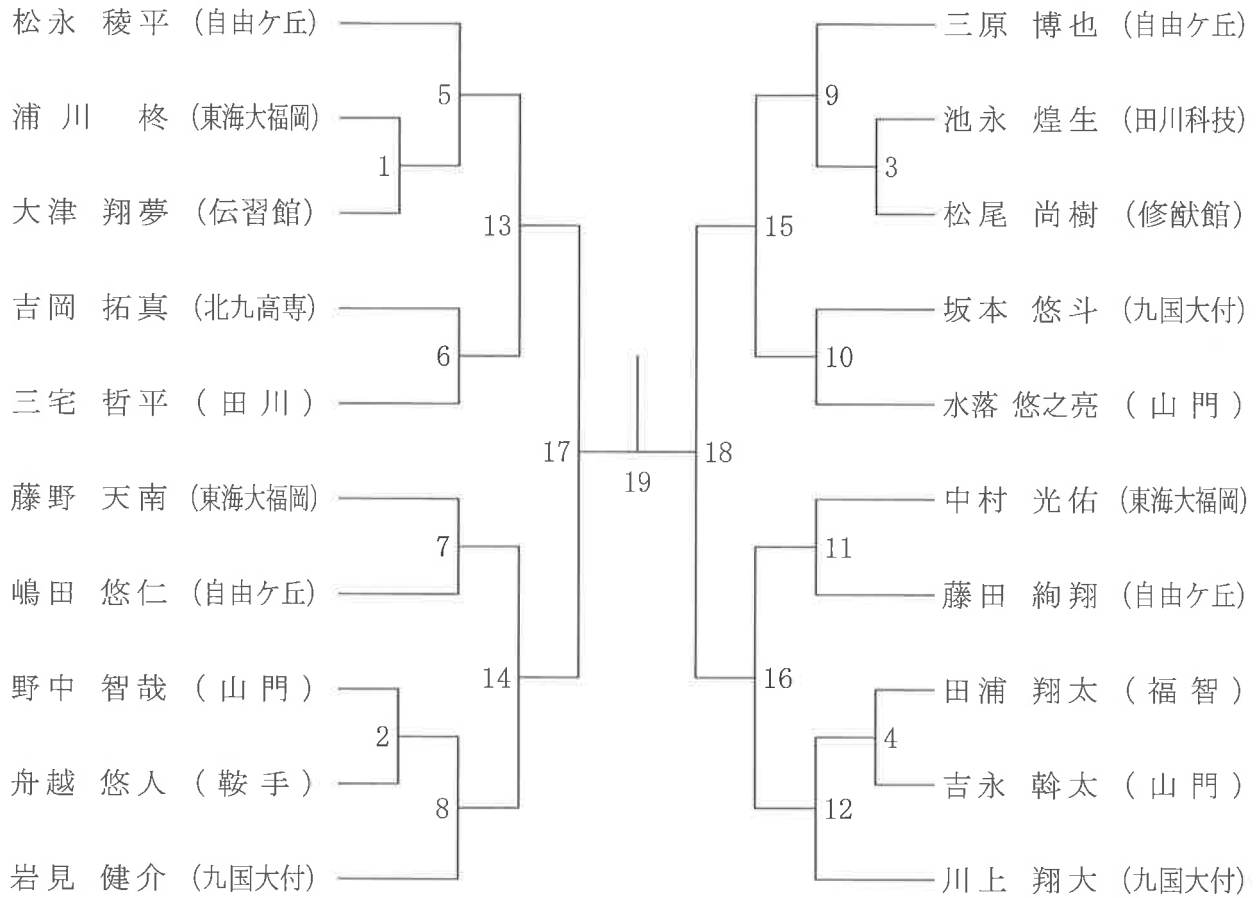 松永 稜平 (自由ケ丘)
浦川 柊 (東海大福岡)
大津 翔夢 (伝習館)
吉岡 拓真 (北九高専)
三宅 哲平 (田川)
藤野 天南 (東海大福岡)
嶋田 悠仁 (自由ケ丘)
野中 智哉 (山門)
舟越 悠人 (鞍手)
岩見 健介 (九国大付)
5
1
13
6
17
7
14
2
8
19
9
3
15
10
18
11
16
4
12
三原 博也 (自由ケ丘)
池永 煌生 (田川科技)
松尾 尚樹 (修猷館)
坂本 悠斗 (九国大付)
水落 悠之亮 (山門)
中村 光佑 (東海大福岡)
藤田 絢翔 (自由ケ丘)
田浦 翔太 (福智)
吉永 斡太 (山門)
川上 翔大 (九国大付)